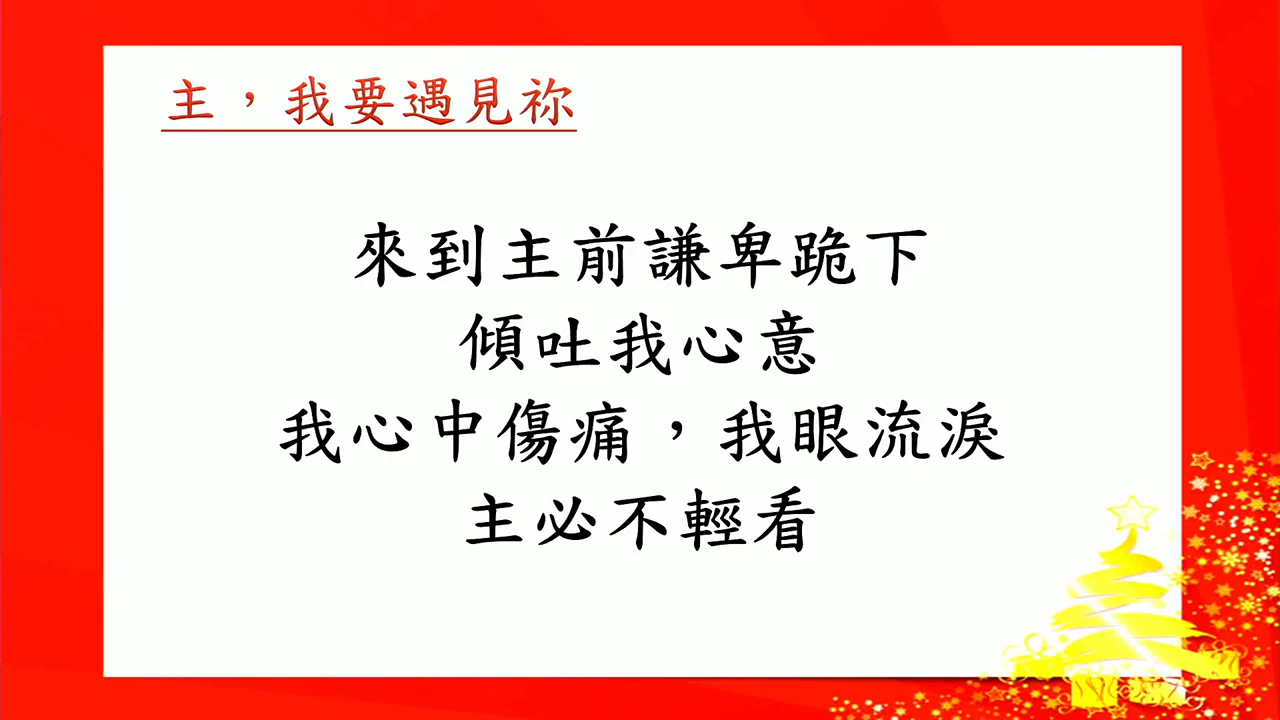 主，我要遇見祢
來到主前謙卑跪下
傾吐我心意
我心中傷痛，我眼流淚
主必不輕看